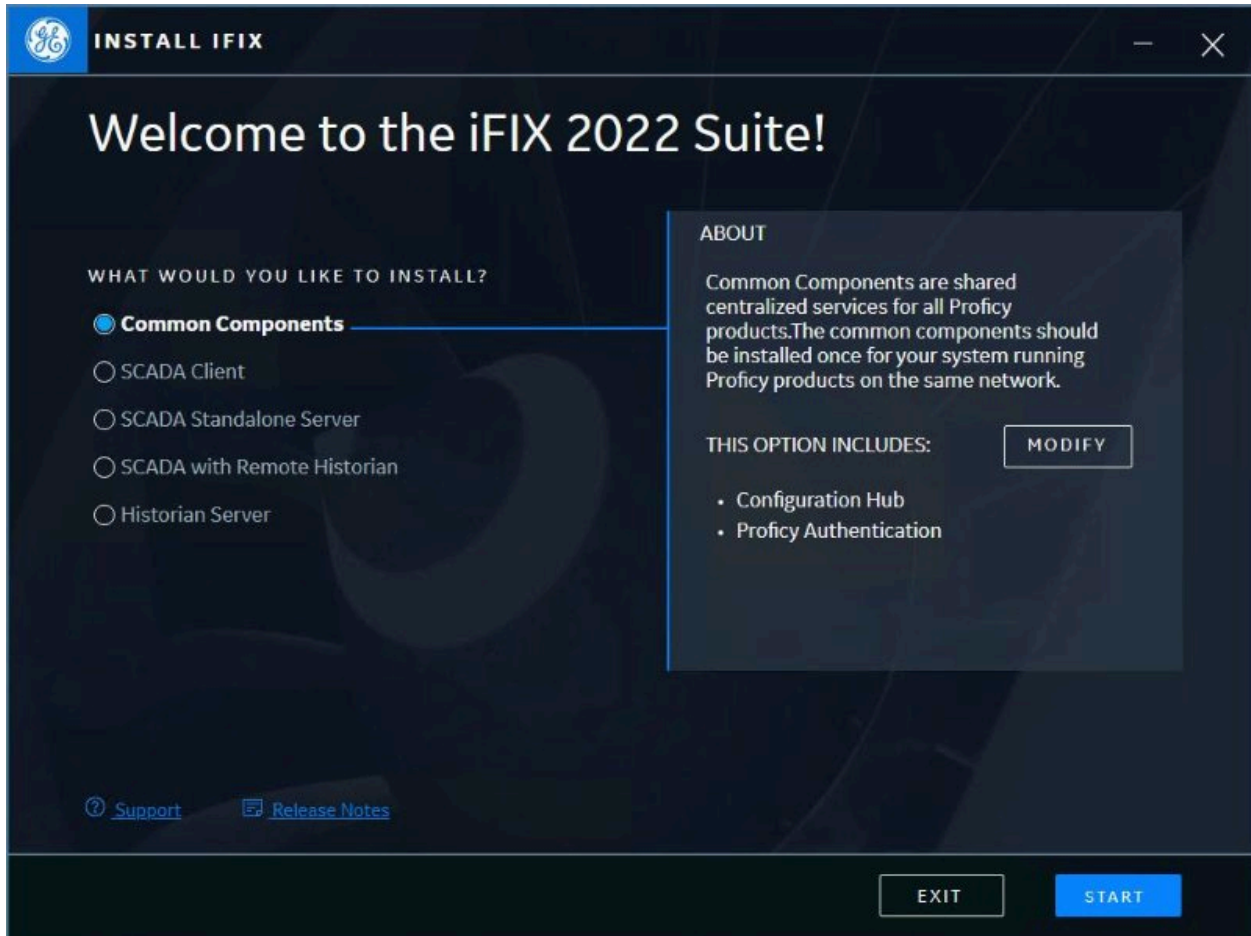 INSTALL IFIX
Welcome to the iFIX 2022 Suite!
WHAT WOULD YOU LIKE TO INSTALL?
Common Components
SCADA Client
SCADA Standalone Server
SCADA with Remote Historian
Historian Server
ABOUT
Common Components are shared
centralized services for all Proficy
products.The common components should
be installed once for your system running
Proficy products on the same network.
THIS OPTION INCLUDES:
MODIFY
• Configuration Hub
• Proficy Authentication
Support
Release Notes
EXIT
START